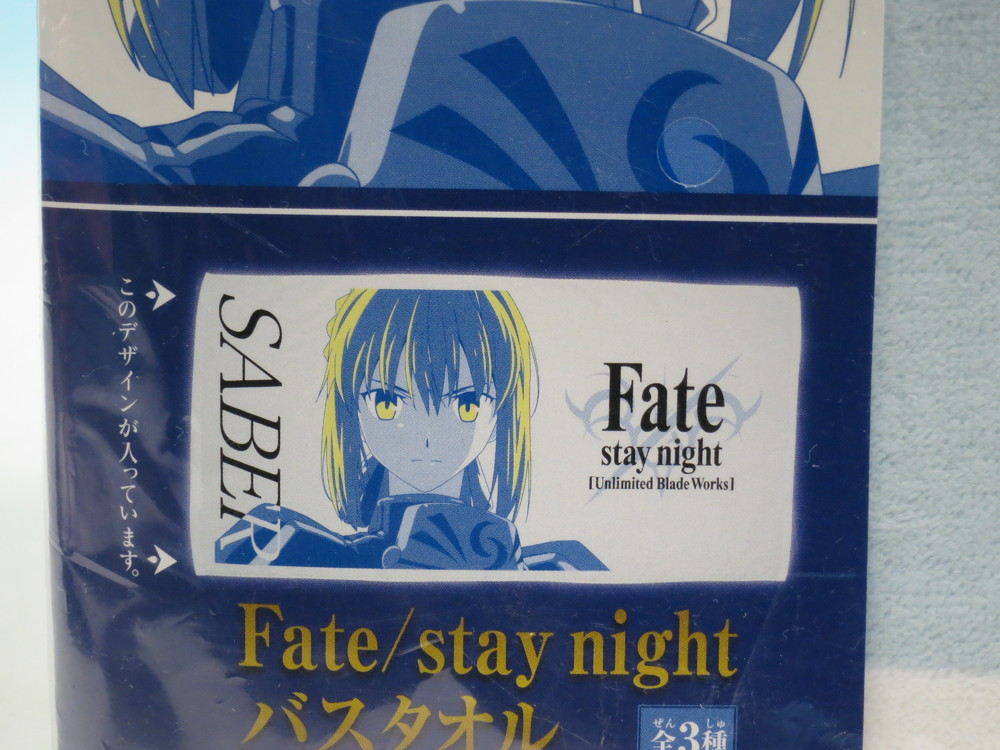 このデザインが入っています。
SABER
Fate
stay night
[Unlimited Blade Works]
Fate/stay night
バスタオル
ぜん しゅ
全3種